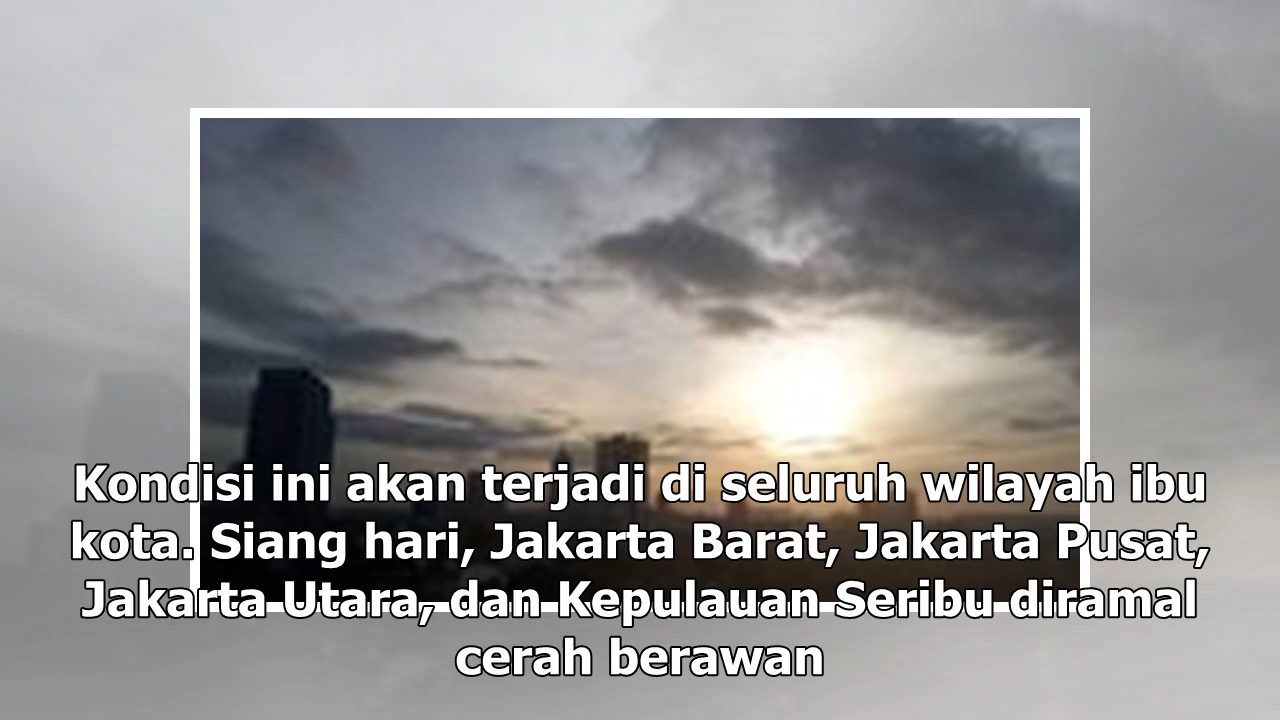 Kondisi ini akan terjadi di seluruh wilayah ibu
kota. Siang hari, Jakarta Barat, Jakarta Pusat,
Jakarta Utara, dan Kepulauan Seribu diramal
cerah berawan